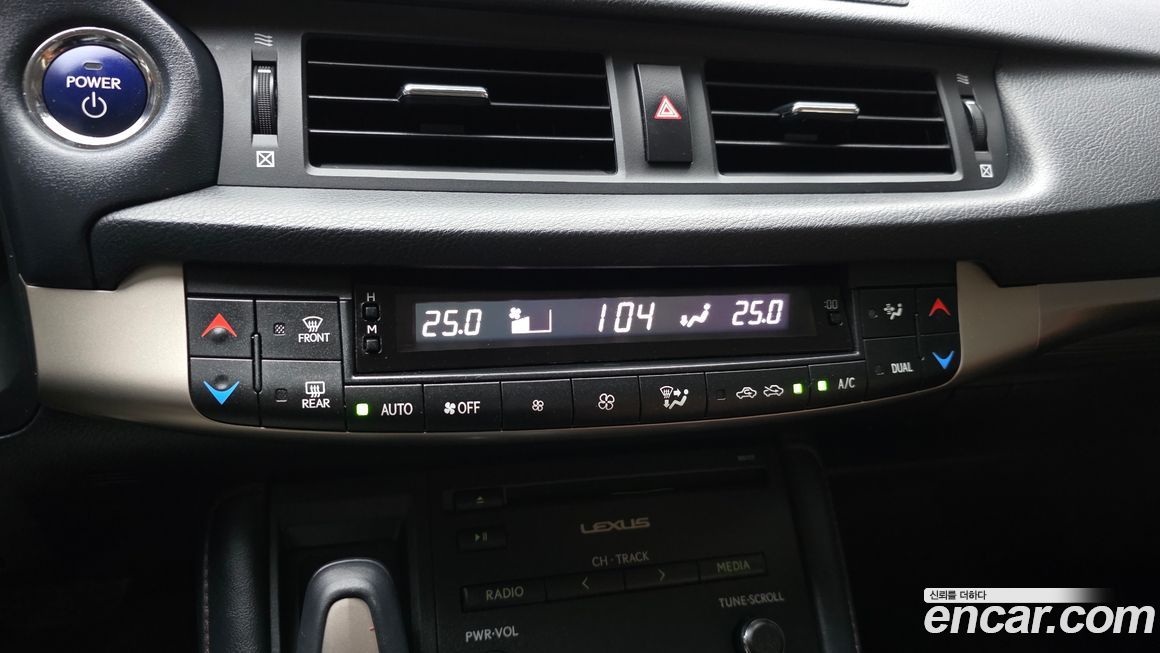 POWER
H
M
25.0 104 25.0
FRONT
REAR
AUTO
OFF
A/C
DUAL
LEXUS
CH·TRACK
RADIO
MEDIA
PWR·VOL
TUNE·SCROLL
신뢰를 더하다
encar.com